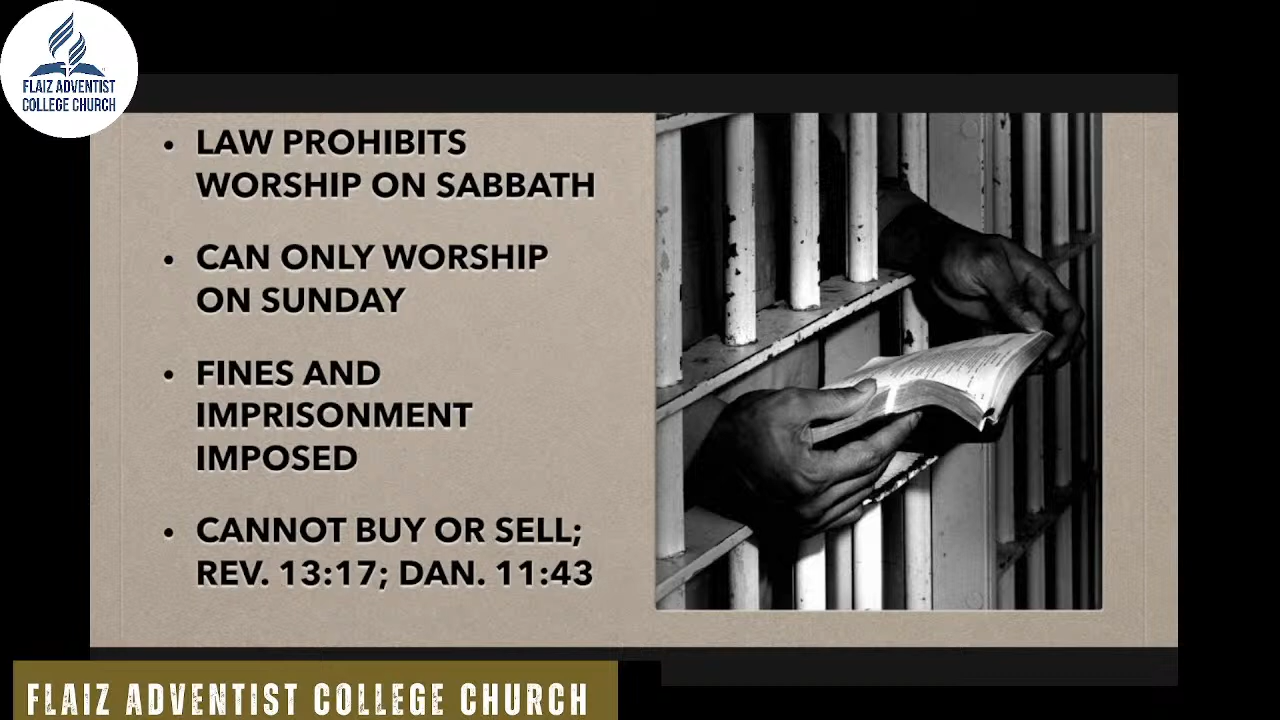 FLAIZ ADVENTIST
COLLEGE CHURCH
• LAW PROHIBITS
WORSHIP ON SABBATH
• CAN ONLY WORSHIP
ON SUNDAY
• FINES AND
IMPRISONMENT
IMPOSED
• CANNOT BUY OR SELL;
REV. 13:17; DAN. 11:43
FLAIZ ADVENTIST COLLEGE CHURCH